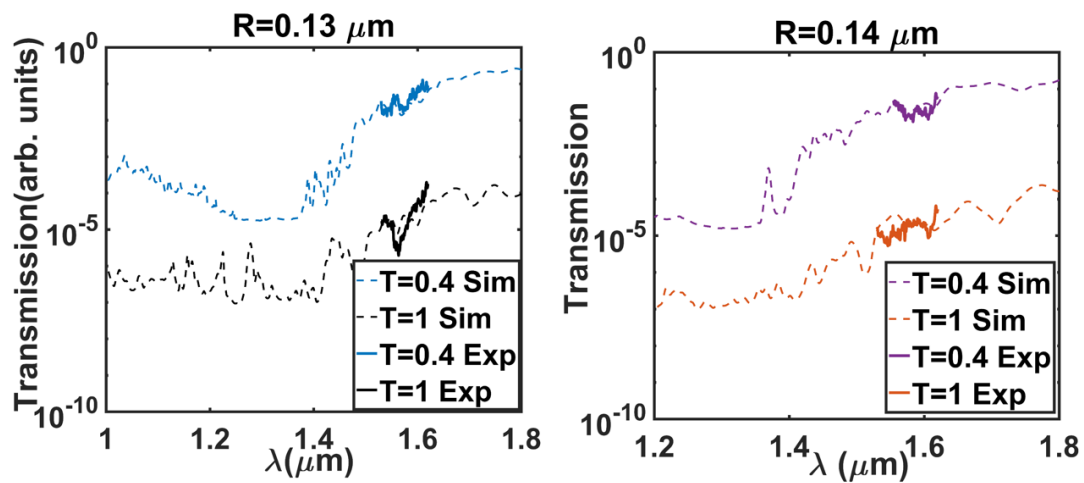 R=0.13 μm
Transmission(arb. units)
10^0
10^-5
10^-10
1
1.2
1.4
1.6
1.8
λ(μm)
T=0.4 Sim
T=1 Sim
T=0.4 Exp
T=1 Exp
R=0.14 μm
Transmission
10^0
10^-5
10^-10
1.2
1.4
1.6
1.8
λ (μm)
T=0.4 Sim
T=1 Sim
T=0.4 Exp
T=1 Exp